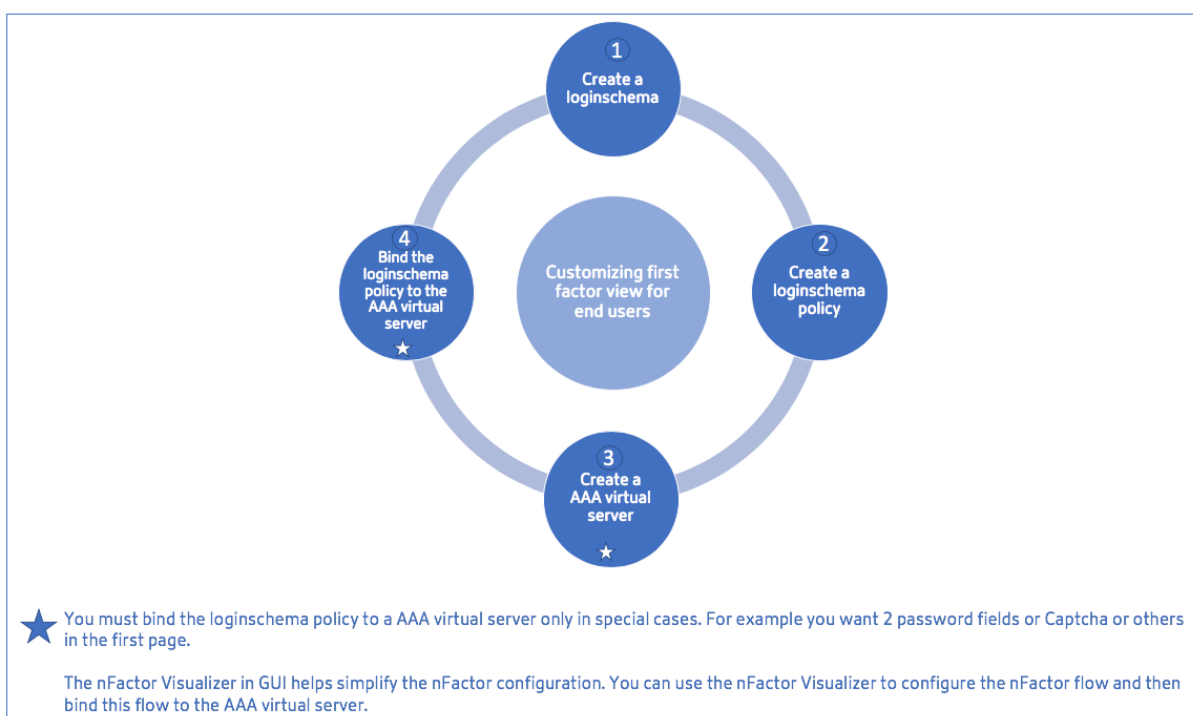 1
Create a
loginschema
2
Create a
loginschema
policy
3
Create a
AAA virtual
server
4
Bind the
loginschema
policy to the
AAA virtual
server
Customizing first
factor view for
end users
You must bind the loginschema policy to a AAA virtual server only in special cases. For example you want 2 password fields or Captcha or others
in the first page.
The nFactor Visualizer in GUI helps simplify the nFactor configuration. You can use the nFactor Visualizer to configure the nFactor flow and then
bind this flow to the AAA virtual server.